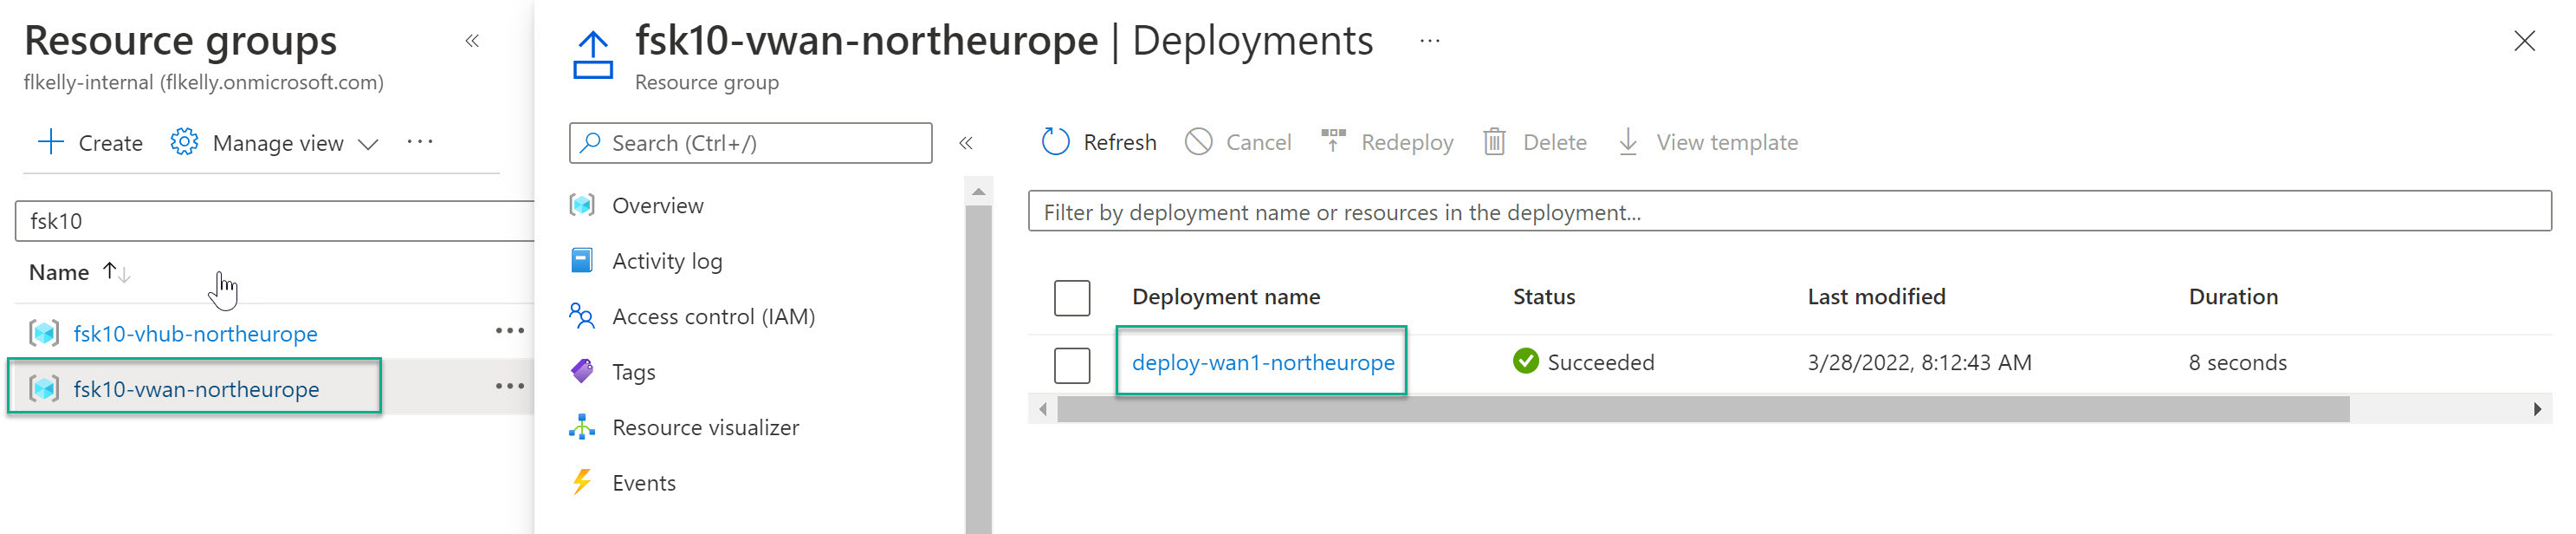 Resource groups
flkelly-internal (flkelly.onmicrosoft.com)
Create Manage view
fsk10
Name
fsk10-vhub-northeurope
fsk10-vwan-northeurope
fsk10-vwan-northeurope | Deployments
Resource group
Search (Ctrl+/)
Overview
Activity log
Access control (IAM)
Tags
Resource visualizer
Events
Refresh Cancel Redeploy Delete View template
Filter by deployment name or resources in the deployment...
Deployment name Status Last modified Duration
deploy-wan1-northeurope Succeeded 3/28/2022, 8:12:43 AM 8 seconds